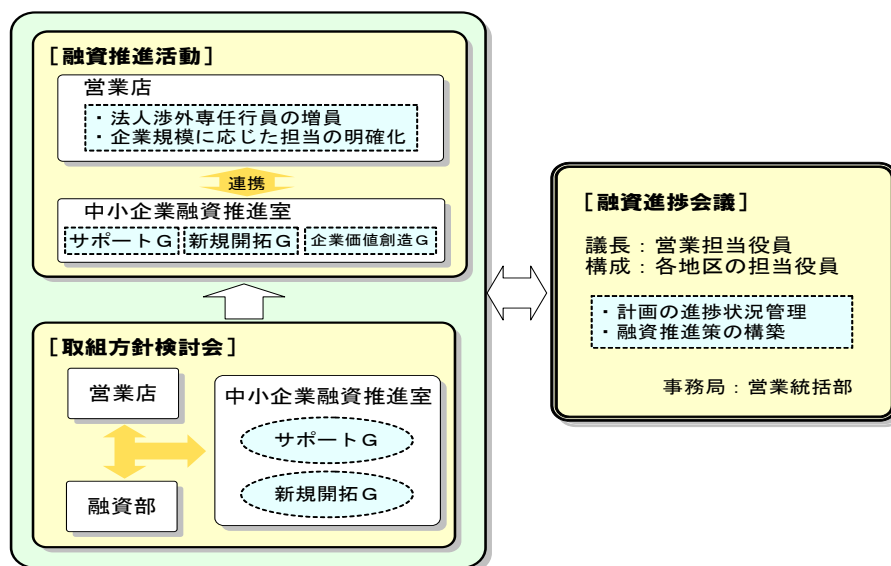 ［融資推進活動］
営業店
・法人渉外専任行員の増員
・企業規模に応じた担当の明確化
連携
中小企業融資推進室
サポートＧ 新規開拓Ｇ 企業価値創造Ｇ
［取組方針検討会］
営業店
融資部
中小企業融資推進室
サポートＧ
新規開拓Ｇ
［融資進捗会議］
議長：営業担当役員
構成：各地区の担当役員
・計画の進捗状況管理
・融資推進策の構築
事務局：営業統括部